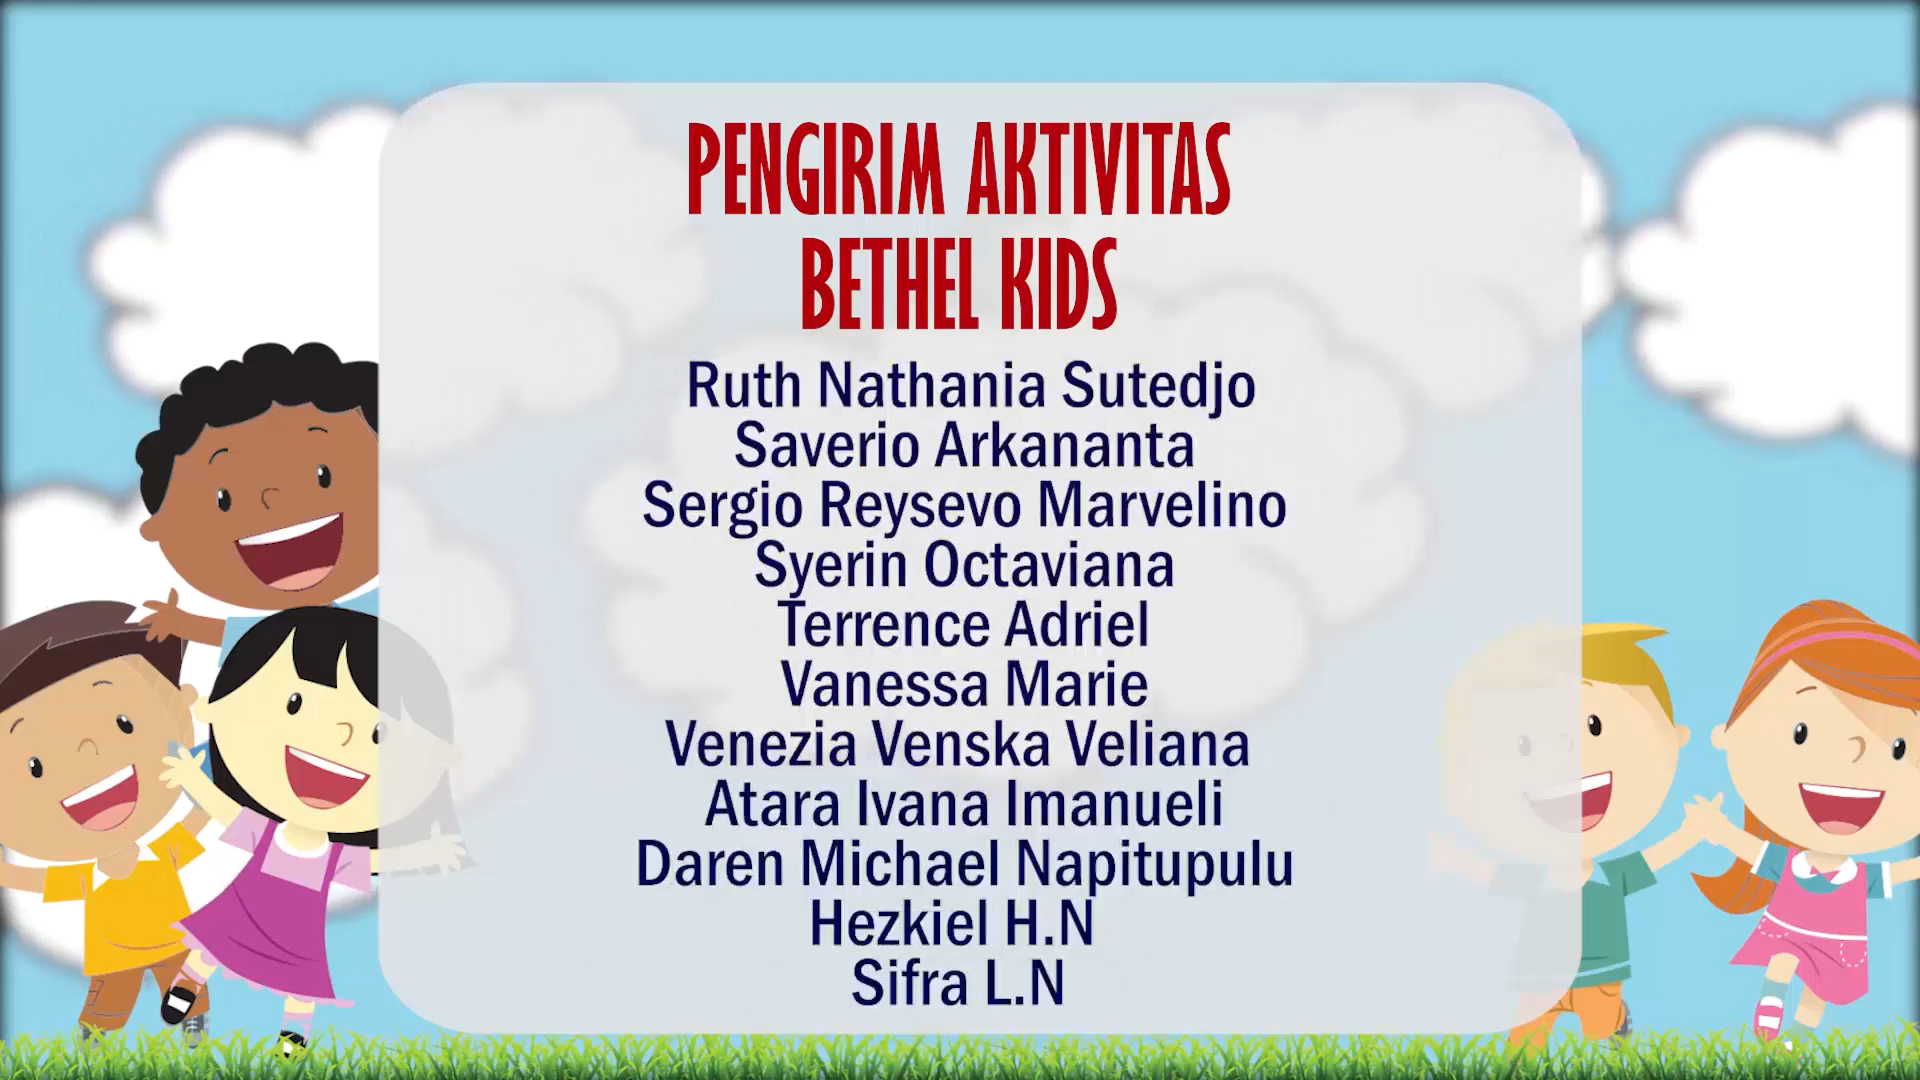 PENGIRIM AKTIVITAS
BETHEL KIDS
Ruth Nathania Sutedjo
Saverio Arkananta
Sergio Reysevo Marvelino
Syerin Octaviana
Terrence Adriel
Vanessa Marie
Venezia Venska Veliana
Atara Ivana Imanueli
Daren Michael Napitupulu
Hezkiel H.N
Sifra L.N